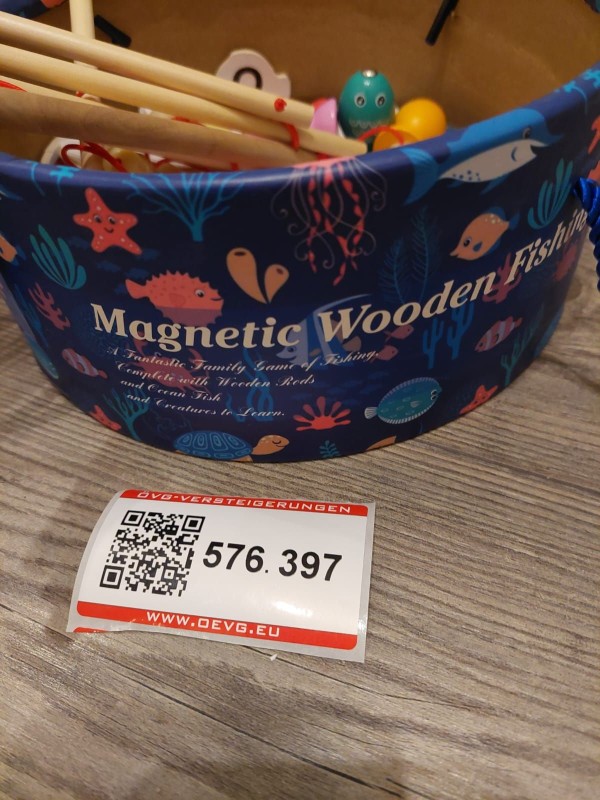 Magnetic Wooden Fishing
A Fantastic Family Game of Fishing.
Complete with Wooden Rods
and Ocean Fish
and Creatures to Learn.
ÖVG-VERSTEIGERUNGEN
576. 397
WWW.OEVG.EU